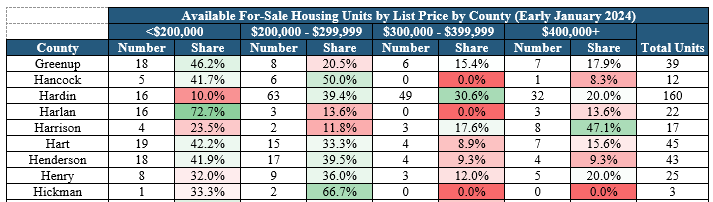 Available For-Sale Housing Units by List Price by County (Early January 2024)
<$200,000 $200,000 - $299,999 $300,000 - $399,999 $400,000+
County Number Share Number Share Number Share Number Share Total Units
Greenup 18 46.2% 8 20.5% 6 15.4% 7 17.9% 39
Hancock 5 41.7% 6 50.0% 0 0.0% 1 8.3% 12
Hardin 16 10.0% 63 39.4% 49 30.6% 32 20.0% 160
Harlan 16 72.7% 3 13.6% 0 0.0% 3 13.6% 22
Harrison 4 23.5% 2 11.8% 3 17.6% 8 47.1% 17
Hart 19 42.2% 15 33.3% 4 8.9% 7 15.6% 45
Henderson 18 41.9% 17 39.5% 4 9.3% 4 9.3% 43
Henry 8 32.0% 9 36.0% 3 12.0% 5 20.0% 25
Hickman 1 33.3% 2 66.7% 0 0.0% 0 0.0% 3